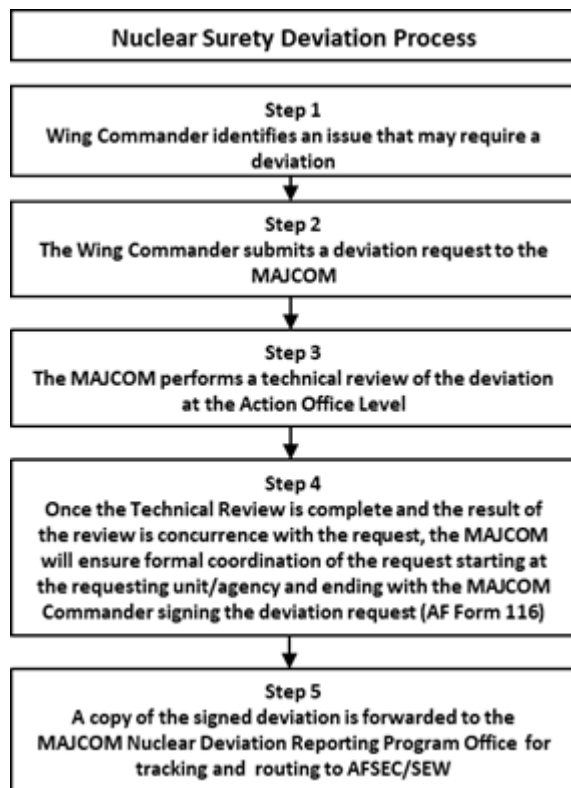 Nuclear Surety Deviation Process
Step 1
Wing Commander identifies an issue that may require a
deviation
Step 2
The Wing Commander submits a deviation request to the
MAJCOM
Step 3
The MAJCOM performs a technical review of the deviation
at the Action Office Level
Step 4
Once the Technical Review is complete and the result of
the review is concurrence with the request, the MAJCOM
will ensure formal coordination of the request starting at
the requesting unit/agency and ending with the MAJCOM
Commander signing the deviation request (AF Form 116)
Step 5
A copy of the signed deviation is forwarded to the
MAJCOM Nuclear Deviation Reporting Program Office for
tracking and routing to AFSEC/SEW